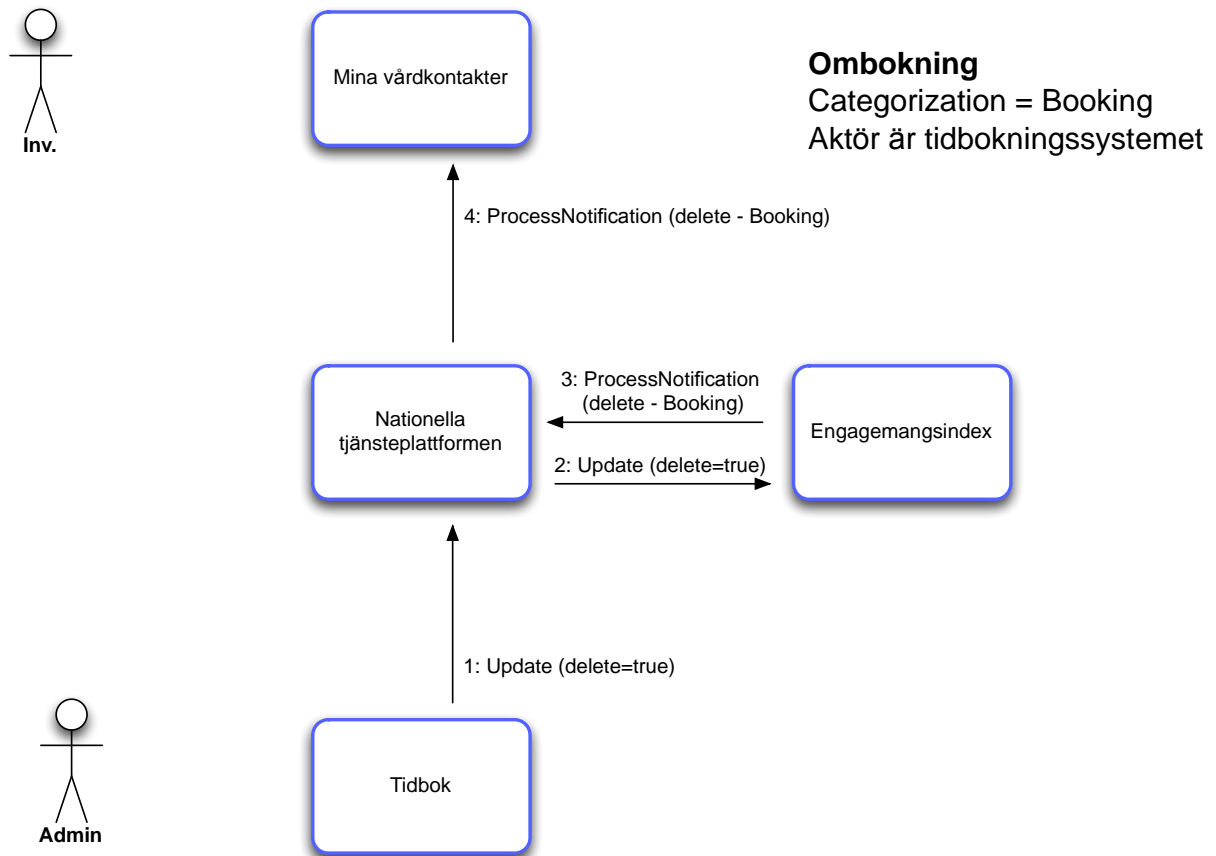 Inv.
Mina vårdkontakter
Ombokning
Categorization = Booking
Aktör är tidbokningssystemet
4: ProcessNotification (delete - Booking)
Nationella
tjänsteplattformen
3: ProcessNotification
(delete - Booking)
2: Update (delete=true)
Engagemangsindex
1: Update (delete=true)
Admin
Tidbok